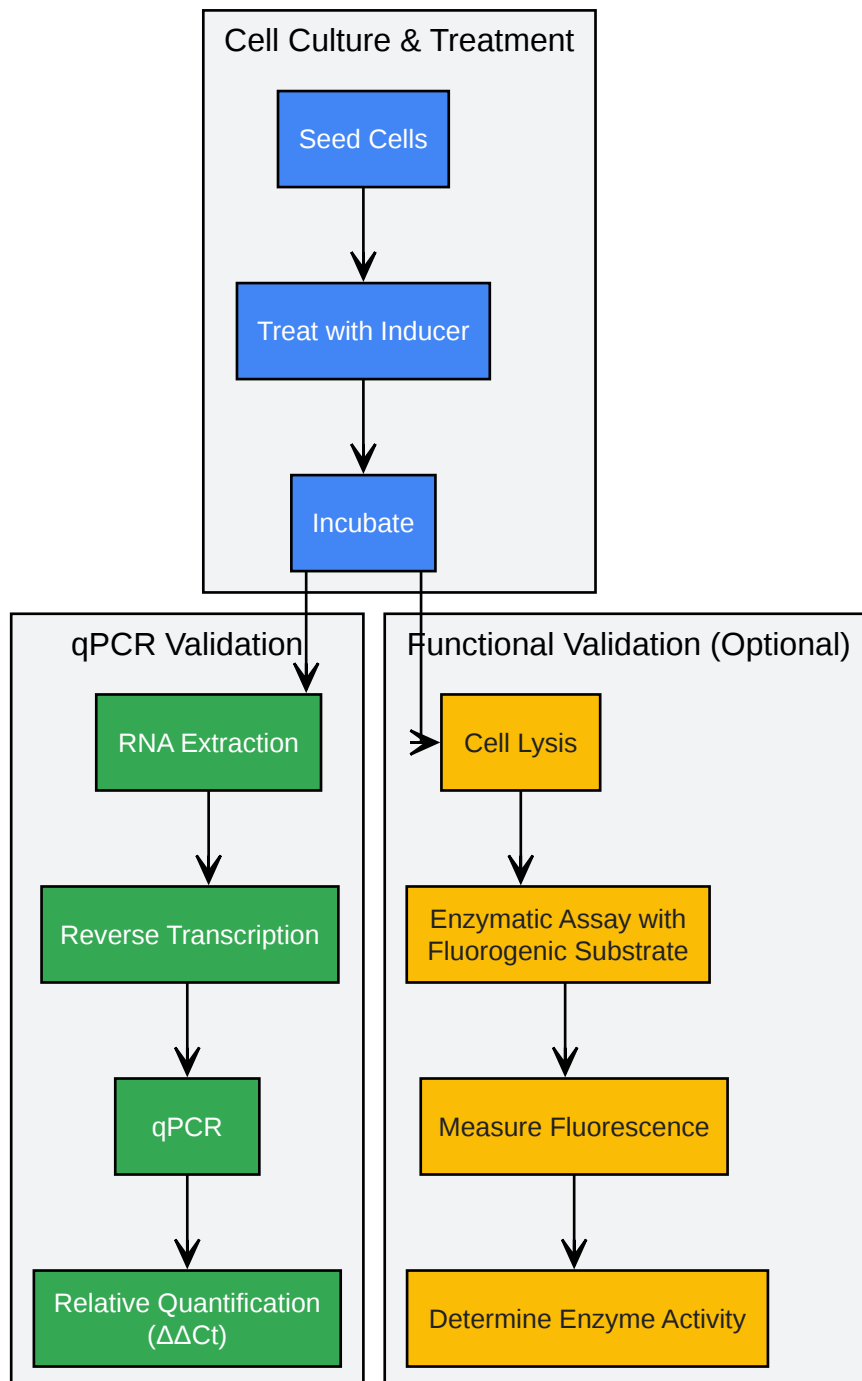 Cell Culture & Treatment
Seed Cells
Treat with Inducer
Incubate
qPCR Validation
RNA Extraction
Reverse Transcription
qPCR
Relative Quantification
(ΔΔCt)
Functional Validation (Optional)
Cell Lysis
Enzymatic Assay with
Fluorogenic Substrate
Measure Fluorescence
Determine Enzyme Activity